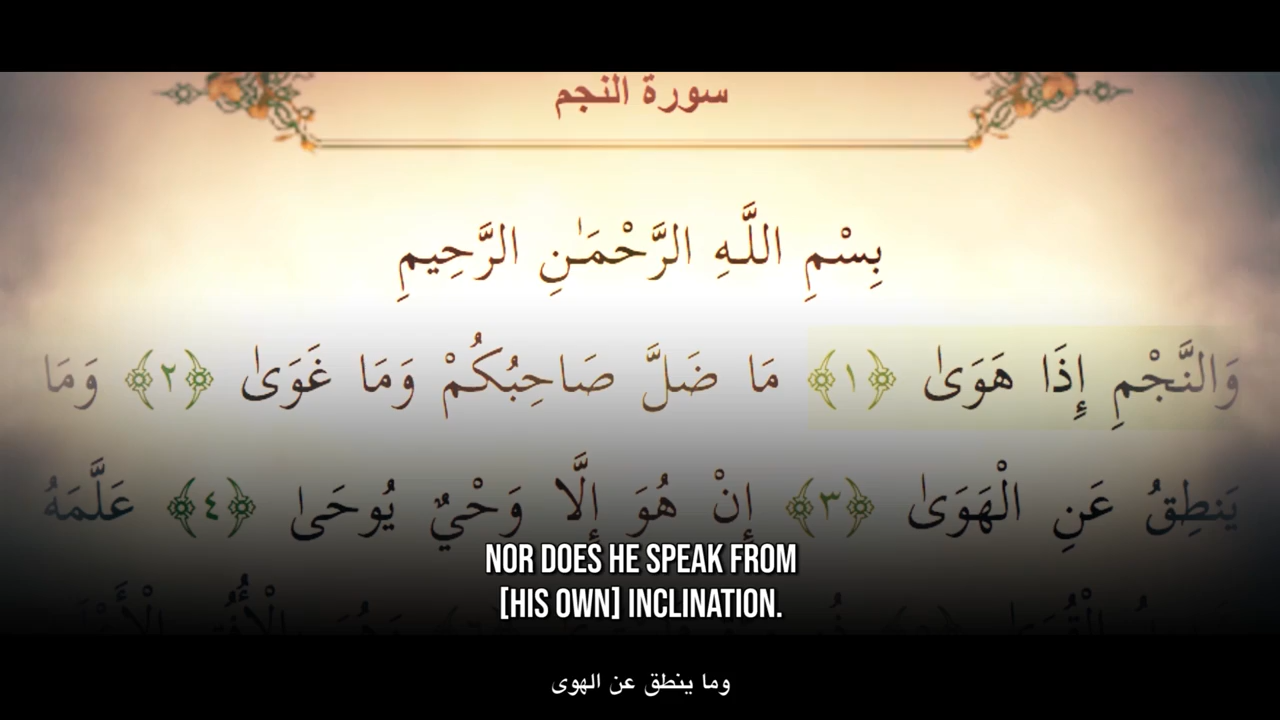 سورة النجم
بِسْمِ اللَّـهِ الرَّحْمَـٰنِ الرَّحِيمِ
وَالنَّجْمِ إِذَا هَوَىٰ ﴿١﴾ مَا ضَلَّ صَاحِبُكُمْ وَمَا غَوَىٰ ﴿٢﴾ وَمَا
يَنطِقُ عَنِ الْهَوَىٰ ﴿٣﴾ إِنْ هُوَ إِلَّا وَحْيٌ يُوحَىٰ ﴿٤﴾ عَلَّمَهُ
NOR DOES HE SPEAK FROM
[HIS OWN] INCLINATION.
وما ينطق عن الهوى